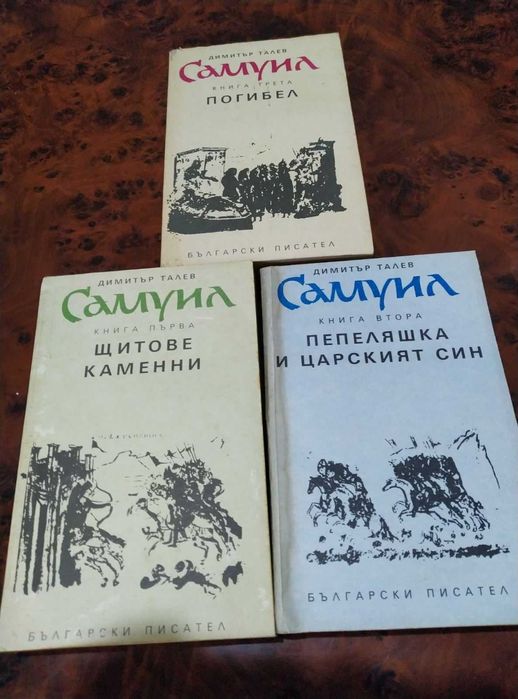 ДИМИТЪР ТАЛЕВ
Самуил
КНИГА ТРЕТА
ПОГИБЕЛ
БЪЛГАРСКИ ПИСАТЕЛ
ДИМИТЪР ТАЛЕВ
Самуил
КНИГА ПЪРВА
ЩИТОВЕ
КАМЕННИ
БЪЛГАРСКИ ПИСАТЕЛ
ДИМИТЪР ТАЛЕВ
Самуил
КНИГА ВТОРА
ПЕПЕЛЯШКА
И ЦАРСКИЯТ СИН
БЪЛГАРСКИ ПИСАТЕЛ